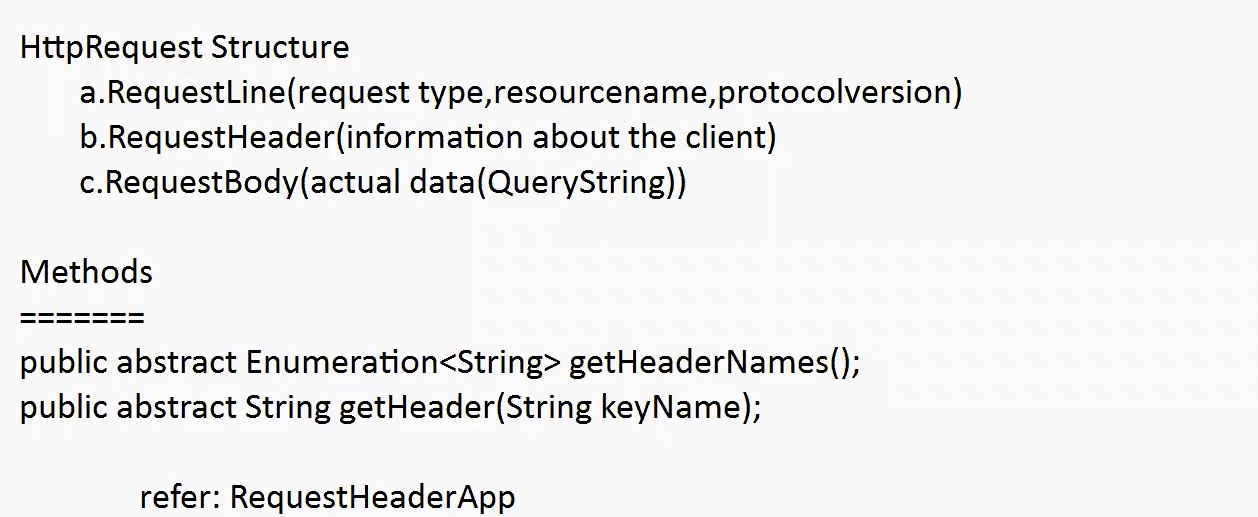 HttpRequest Structure
a.RequestLine(request type,resourcename,protocolversion)
b.RequestHeader(information about the client)
c.RequestBody(actual data(QueryString))
Methods
=======
public abstract Enumeration<String> getHeaderNames();
public abstract String getHeader(String keyName);
refer: RequestHeaderApp